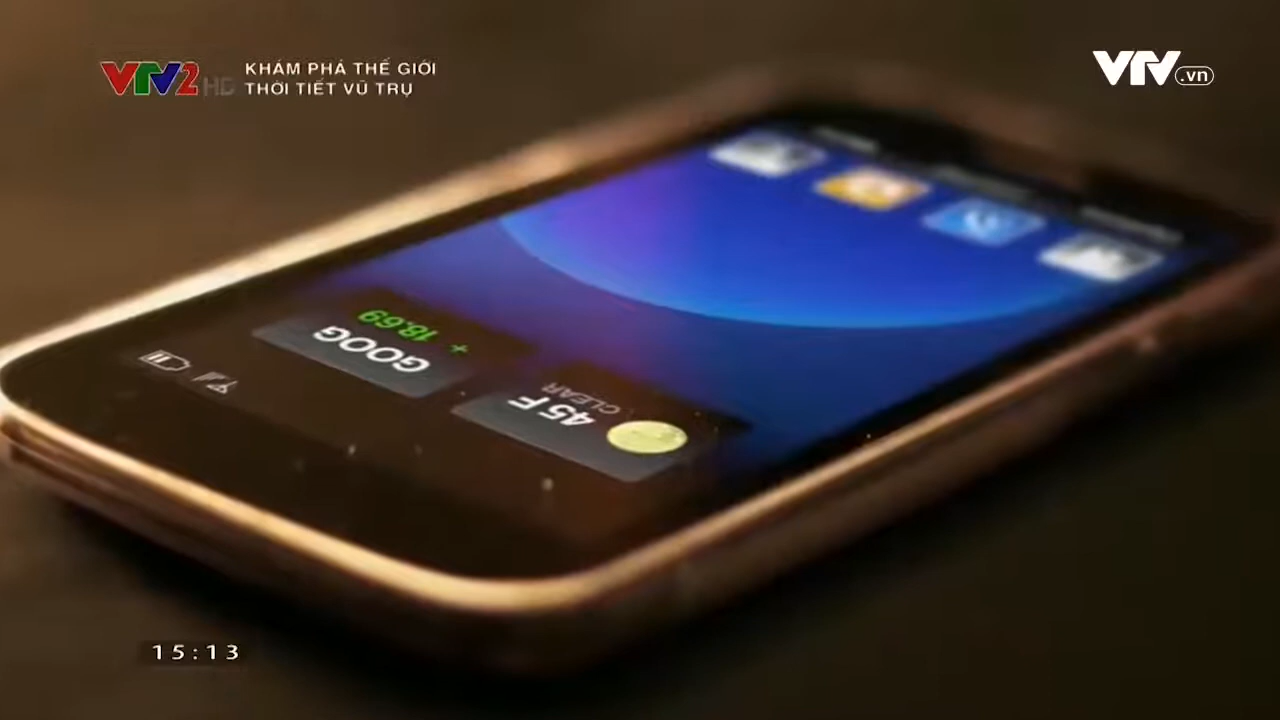 VTV2 HD
KHÁM PHÁ THẾ GIỚI
THỜI TIẾT VŨ TRỤ
VTV.vn
GOOG
+ 18.69
45 F
CLEAR
15:13